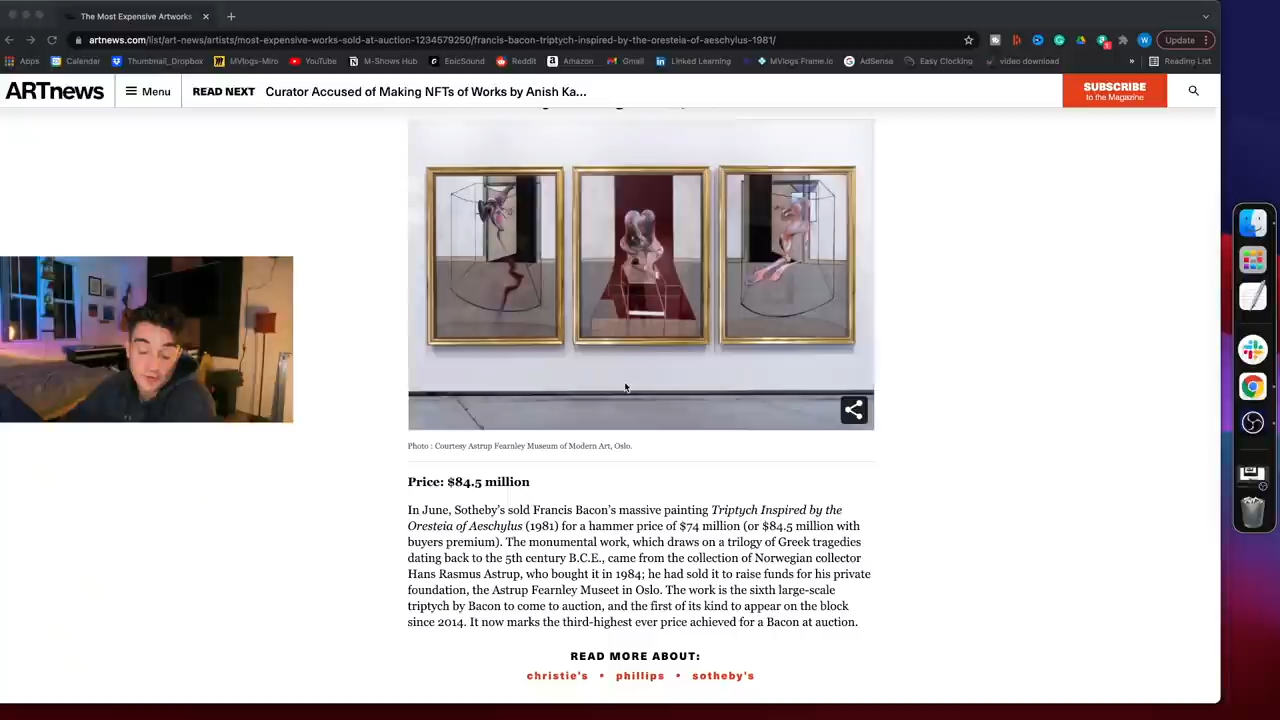 The Most Expensive Artworks
artnews.com/list/art-news/artists/most-expensive-works-sold-at-auction-1234579250/francis-bacon-triptych-inspired-by-the-oresteia-of-aeschylus-1981/
W
Update
Apps
Calendar
Thumbnail_Dropbox
MVlogs-Miro
YouTube
M-Shows Hub
EpicSound
Reddit
Amazon
Gmail
Linked Learning
MVlogs Frame.io
AdSense
Easy Clocking
video download
»
Reading List
ARTnews
Menu
READ NEXT Curator Accused of Making NFTs of Works by Anish Ka...
SUBSCRIBE
to the Magazine
Photo : Courtesy Astrup Fearnley Museum of Modern Art, Oslo.
Price: $84.5 million
In June, Sotheby's sold Francis Bacon's massive painting Triptych Inspired by the
Oresteia of Aeschylus (1981) for a hammer price of $74 million (or $84.5 million with
buyers premium). The monumental work, which draws on a trilogy of Greek tragedies
dating back to the 5th century B.C.E., came from the collection of Norwegian collector
Hans Rasmus Astrup, who bought it in 1984; he had sold it to raise funds for his private
foundation, the Astrup Fearnley Museet in Oslo. The work is the sixth large-scale
triptych by Bacon to come to auction, and the first of its kind to appear on the block
since 2014. It now marks the third-highest ever price achieved for a Bacon at auction.
READ MORE ABOUT:
christie's • phillips • sotheby's